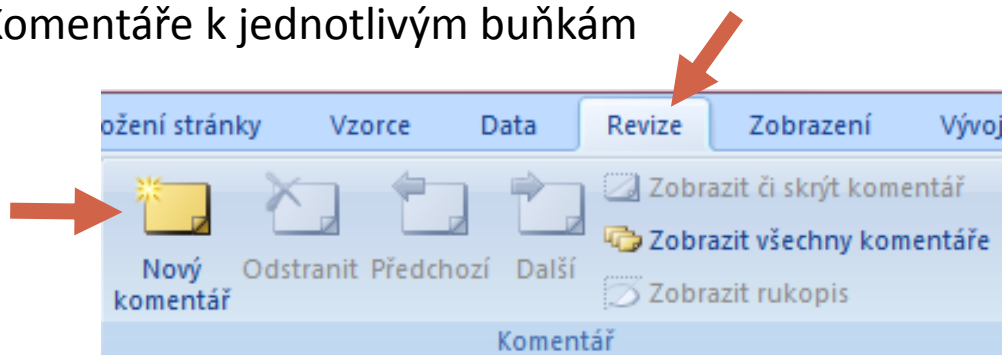 Komentáře k jednotlivým buňkám
ožení stránky Vzorce Data Revize Zobrazení Vývoj
Nový komentář
Odstranit Předchozí Další
Zobrazit či skrýt komentář
Zobrazit všechny komentáře
Zobrazit rukopis
Komentář